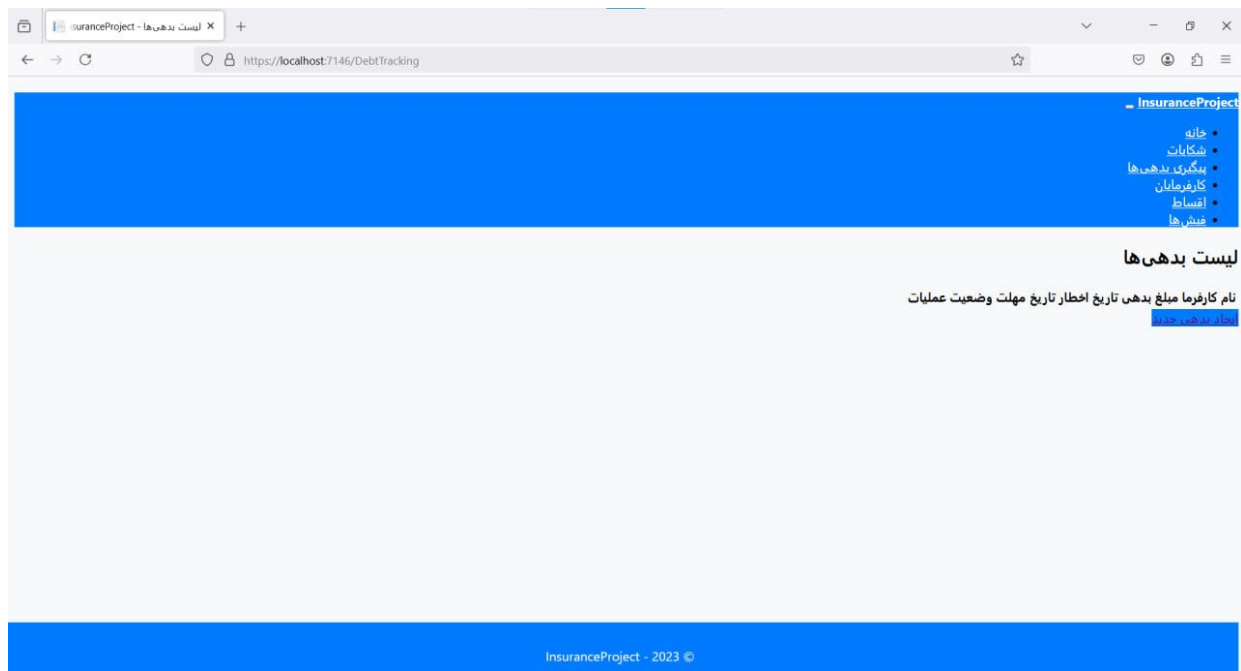 لیست بدهی‌ها - InsuranceProject
https://localhost:7146/DebtTracking
InsuranceProject
خانه
شکایات
پیگیری بدهی‌ها
کارفرمایان
اقساط
فیش‌ها
لیست بدهی‌ها
نام کارفرما مبلغ بدهی تاریخ اخطار تاریخ مهلت وضعیت عملیات
ایجاد بدهی جدید
InsuranceProject - 2023 ©